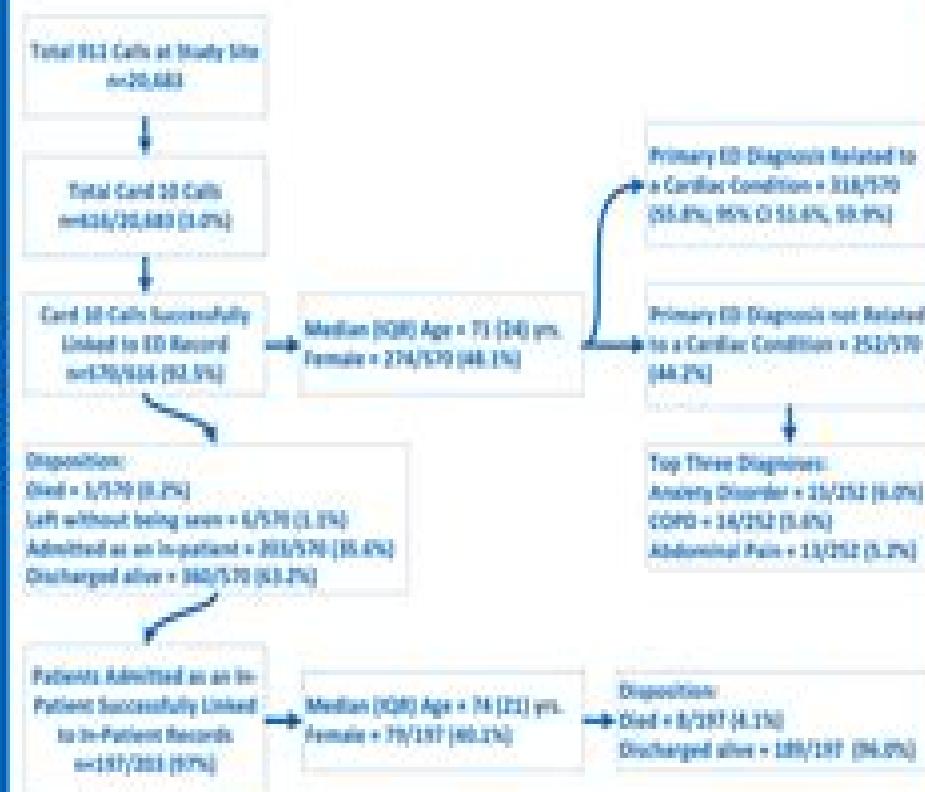 Total 911 Calls at Study Site
n=20,683
Total Card 10 Calls
n=616/20,683 (3.0%)
Card 10 Calls Successfully
Linked to ED Record
n=570/616 (92.5%)
Median (IQR) Age = 71 (24) yrs.
Female = 274/570 (48.1%)
Primary ED Diagnosis Related to
a Cardiac Condition = 318/570
(55.8%; 95% CI 51.6%, 59.9%)
Primary ED Diagnosis not Related
to a Cardiac Condition = 252/570
(44.2%)
Disposition:
Died = 1/570 (0.2%)
Left without being seen = 6/570 (1.1%)
Admitted as an in-patient = 203/570 (35.6%)
Discharged alive = 360/570 (63.2%)
Top Three Diagnoses:
Anxiety Disorder = 15/252 (6.0%)
COPD = 14/252 (5.6%)
Abdominal Pain = 13/252 (5.2%)
Patients Admitted as an In-
Patient Successfully Linked
to In-Patient Records
n=197/203 (97%)
Median (IQR) Age = 74 (21) yrs.
Female = 79/197 (40.1%)
Disposition:
Died = 8/197 (4.1%)
Discharged alive = 189/197 (96.0%)